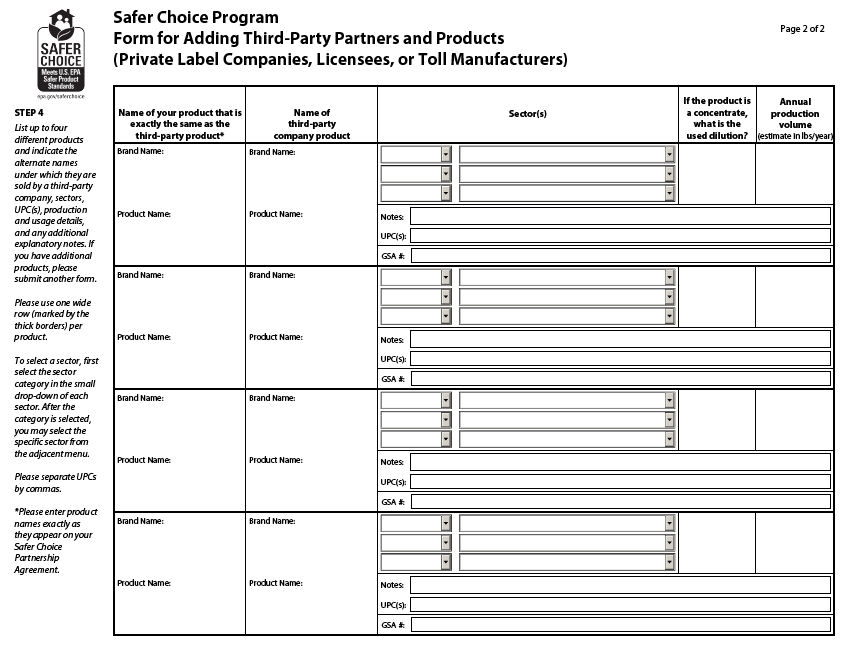 Safer Choice Program
Form for Adding Third-Party Partners and Products
(Private Label Companies, Licensees, or Toll Manufacturers)
Page 2 of 2
SAFER
CHOICE
Meets U.S. EPA
Safer Product
Standards
epa.gov/saferchoice
STEP 4
List up to four
different products
and indicate the
alternate names
under which they are
sold by a third-party
company, sectors,
UPC(s), production
and usage details,
and any additional
explanatory notes. If
you have additional
products, please
submit another form.
Please use one wide
row (marked by the
thick borders) per
product.
To select a sector, first
select the sector
category in the small
drop-down of each
sector. After the
category is selected,
you may select the
specific sector from
the adjacent menu.
Please separate UPCs
by commas.
*Please enter product
names exactly as
they appear on your
Safer Choice
Partnership
Agreement.
Name of your product that is
exactly the same as the
third-party product*
Name of
third-party
company product
Sector(s)
If the product is
a concentrate,
what is the
used dilution?
Annual
production
volume
(estimate in lbs/year)
Brand Name:
Brand Name:
Product Name:
Product Name:
Notes:
UPC(s):
GSA #:
Brand Name:
Brand Name:
Product Name:
Product Name:
Notes:
UPC(s):
GSA #:
Brand Name:
Brand Name:
Product Name:
Product Name:
Notes:
UPC(s):
GSA #:
Brand Name:
Brand Name:
Product Name:
Product Name:
Notes:
UPC(s):
GSA #: